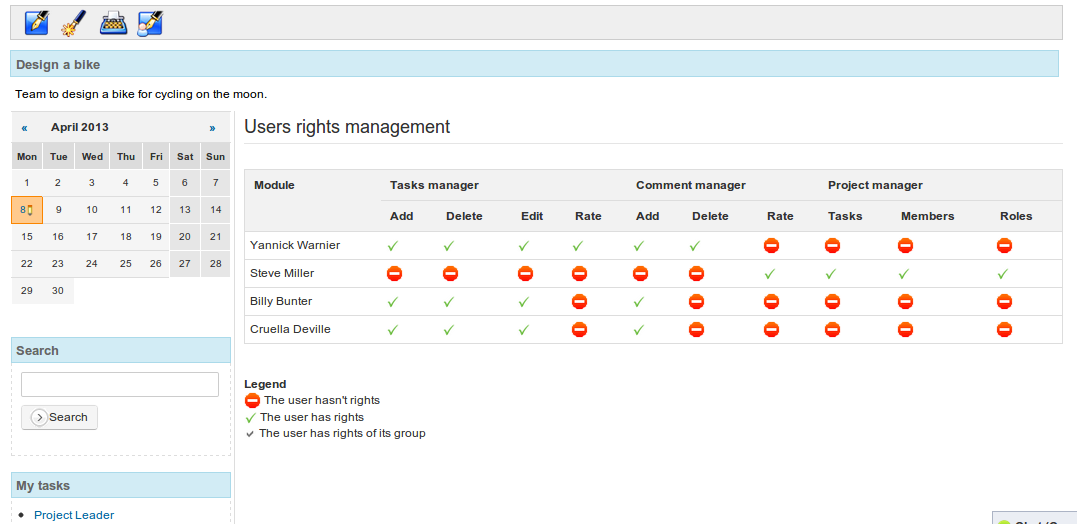 Design a bike
Team to design a bike for cycling on the moon.
« April 2013 »
Mon Tue Wed Thu Fri Sat Sun
1 2 3 4 5 6 7
8 9 10 11 12 13 14
15 16 17 18 19 20 21
22 23 24 25 26 27 28
29 30
Search
Search
My tasks
• Project Leader
Users rights management
Module Tasks manager Comment manager Project manager
Add Delete Edit Rate Add Delete Rate Tasks Members Roles
Yannick Warnier
Steve Miller
Billy Bunter
Cruella Deville
Legend
The user hasn't rights
The user has rights
The user has rights of its group